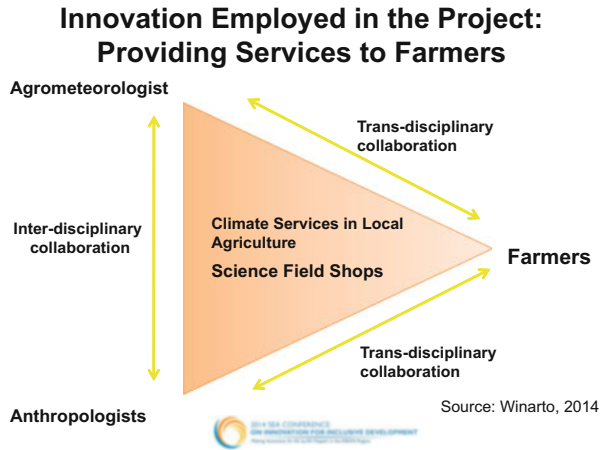 Innovation Employed in the Project:
Providing Services to Farmers
Agrometeorologist
Trans-disciplinary
collaboration
Inter-disciplinary
collaboration
Climate Services in Local
Agriculture
Science Field Shops
Farmers
Trans-disciplinary
collaboration
Source: Winarto, 2014
Anthropologists
2014 SEA CONFERENCE
ON INNOVATION FOR INCLUSIVE DEVELOPMENT